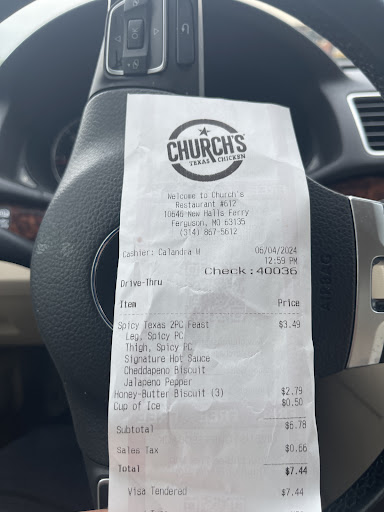 CHURCH'S
TEXAS CHICKEN
Welcome to Church's
Restaurant #612
10646 New Halls Ferry
Ferguson, MO 63135
(314) 867-5612
Cashier: Calandra W 06/04/2024
12:59 PM
Check:40036
Drive-Thru
Item Price
Spicy Texas 2PC Feast $3.49
Leg, Spicy PC
Thigh, Spicy PC
Signature Hot Sauce
Cheddapeno Biscuit
Jalapeno Pepper
Honey-Butter Biscuit (3) $2.79
Cup of Ice $0.50
Subtotal $6.78
Sales Tax $0.66
Total $7.44
Visa Tendered $7.44
OK
AIRBAG